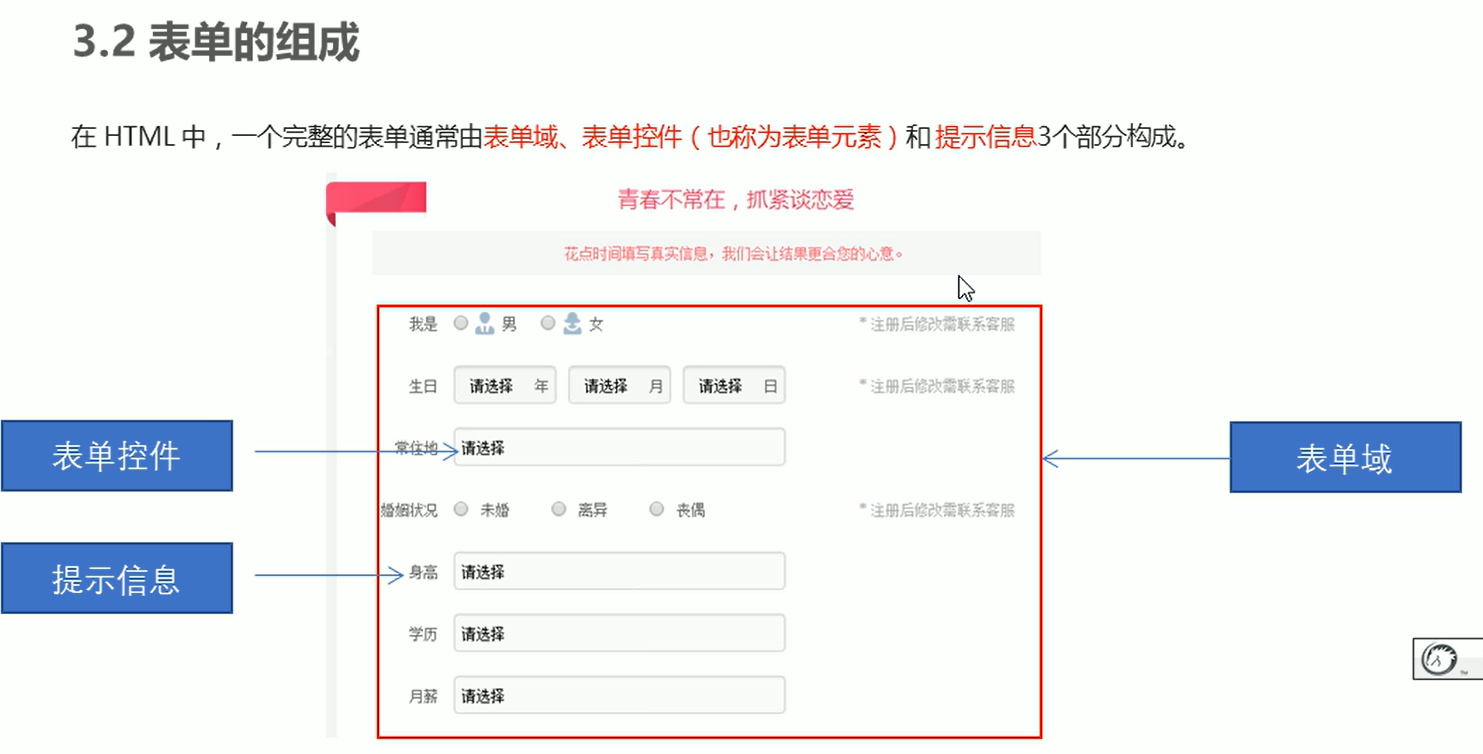 3.2 表单的组成
在 HTML 中，一个完整的表单通常由表单域、表单控件（也称为表单元素）和 提示信息3个部分构成。
青春不常在，抓紧谈恋爱
花点时间填写真实信息，我们会让结果更合您的心意。
我是 男 女 * 注册后修改需联系客服
生日 请选择 年 请选择 月 请选择 日 * 注册后修改需联系客服
表单控件 常住地 请选择 表单域
婚姻状况 未婚 离异 丧偶 * 注册后修改需联系客服
提示信息 身高 请选择
学历 请选择
月薪 请选择